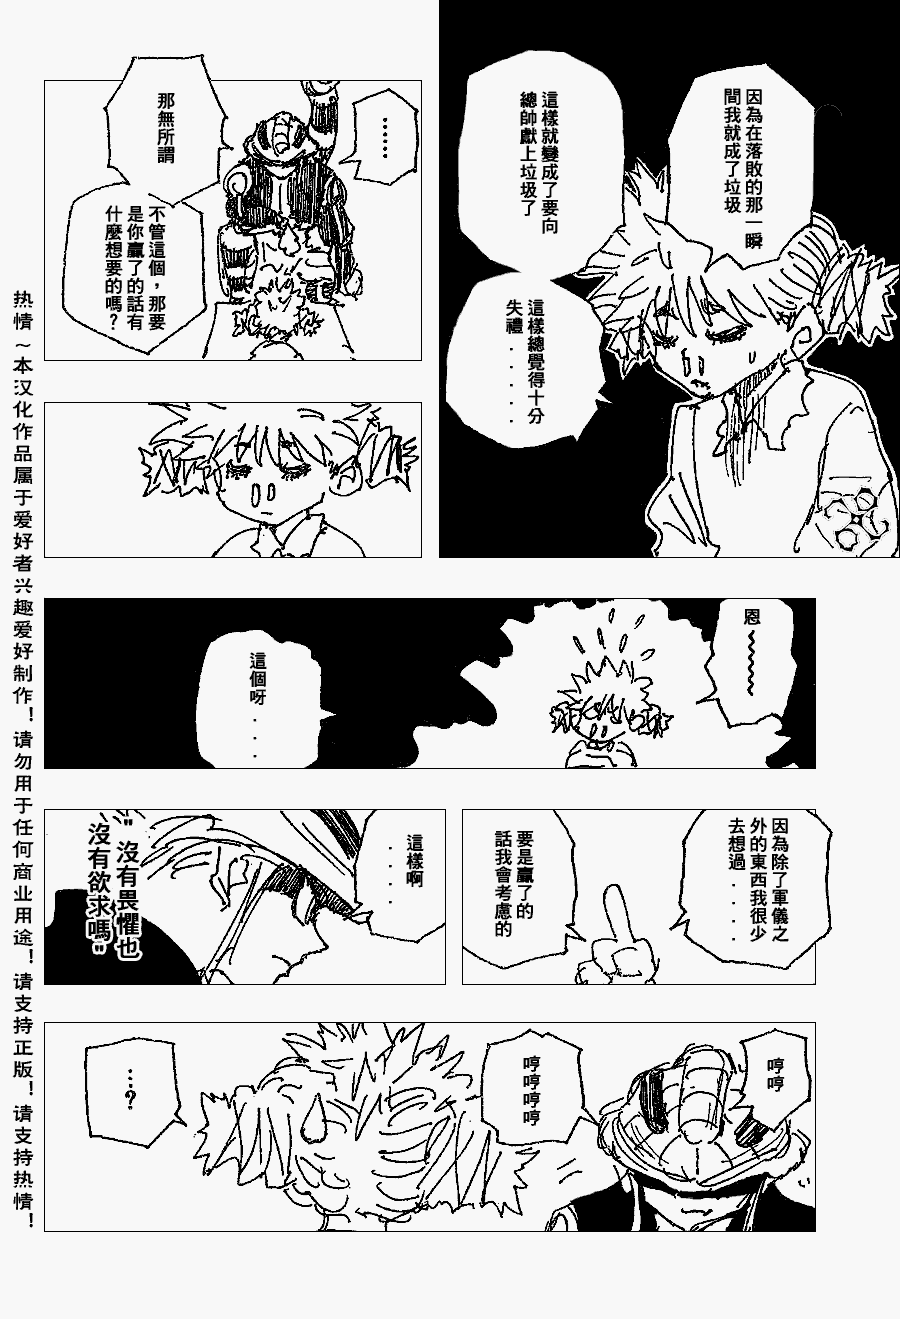 因為在落敗的那一瞬
間我就成了垃圾
這樣就變成了要向
總帥獻上垃圾了
這樣總覺得十分
失禮．．．．．
……
那無所謂
不管這個，那要
是你贏了的話有
什麼想要的嗎？
恩~~~~~~
這個呀．．．
因為除了軍儀之
外的東西我很少
去想過．．．
要是贏了的
話我會考慮的
這樣啊
．．．．
"沒有畏懼也
沒有欲求嗎"
哼哼
哼哼哼哼
…？
热情～本汉化作品属于爱好者兴趣爱好制作！请勿用于任何商业用途！请支持正版！请支持热情！